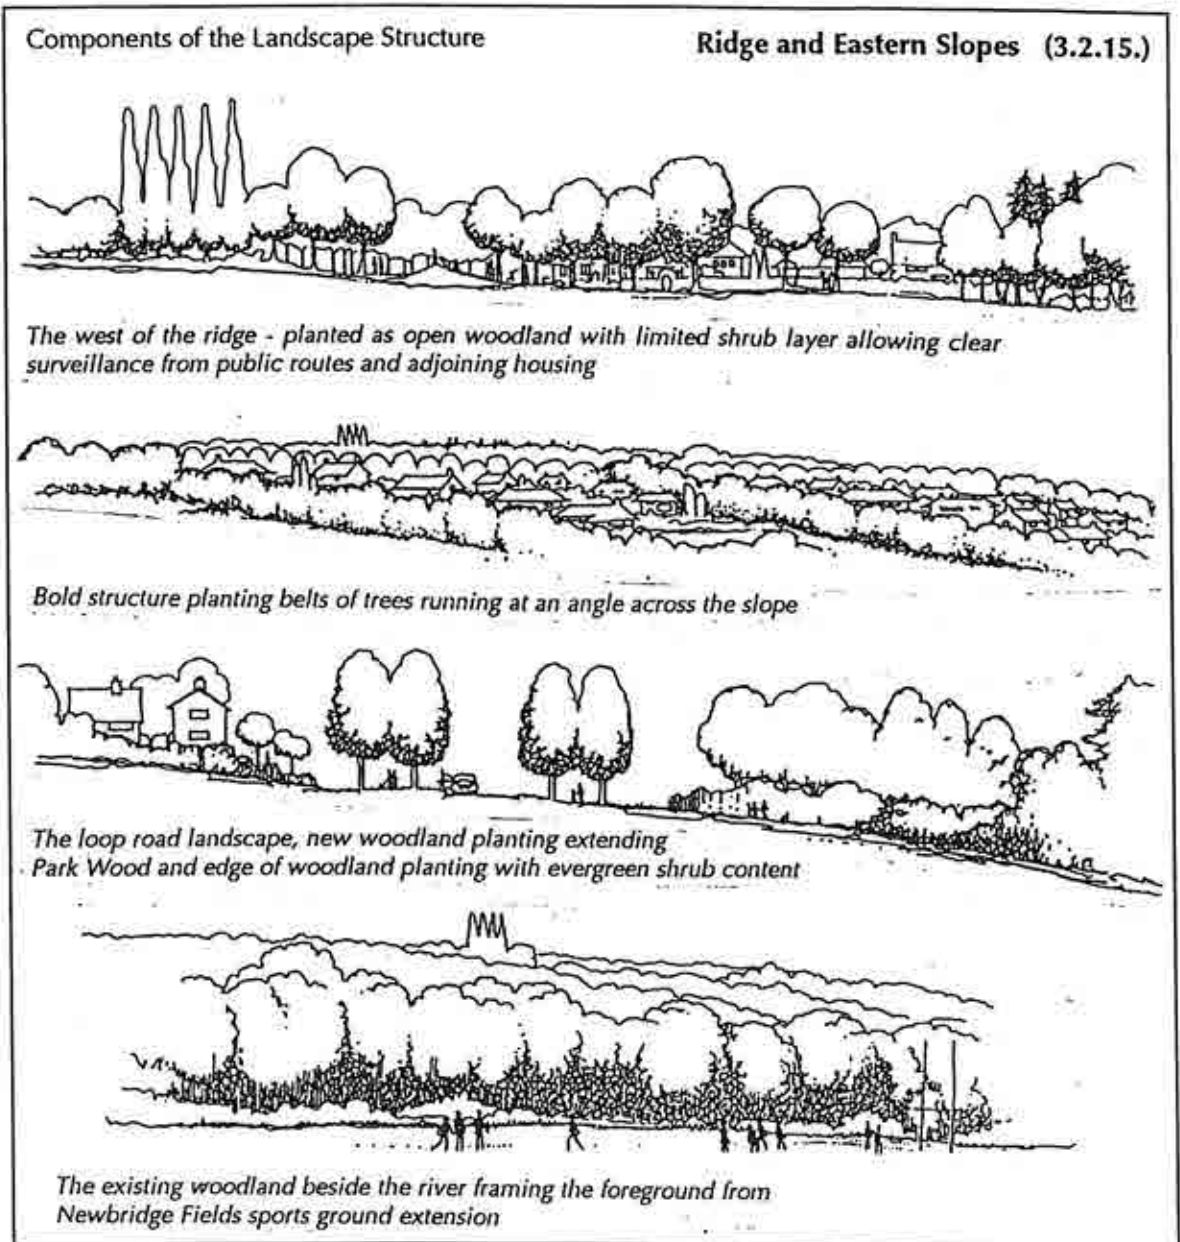 Components of the Landscape Structure
Ridge and Eastern Slopes (3.2.15.)
The west of the ridge - planted as open woodland with limited shrub layer allowing clear
surveillance from public routes and adjoining housing
Bold structure planting belts of trees running at an angle across the slope
The loop road landscape, new woodland planting extending
Park Wood and edge of woodland planting with evergreen shrub content
The existing woodland beside the river framing the foreground from
Newbridge Fields sports ground extension